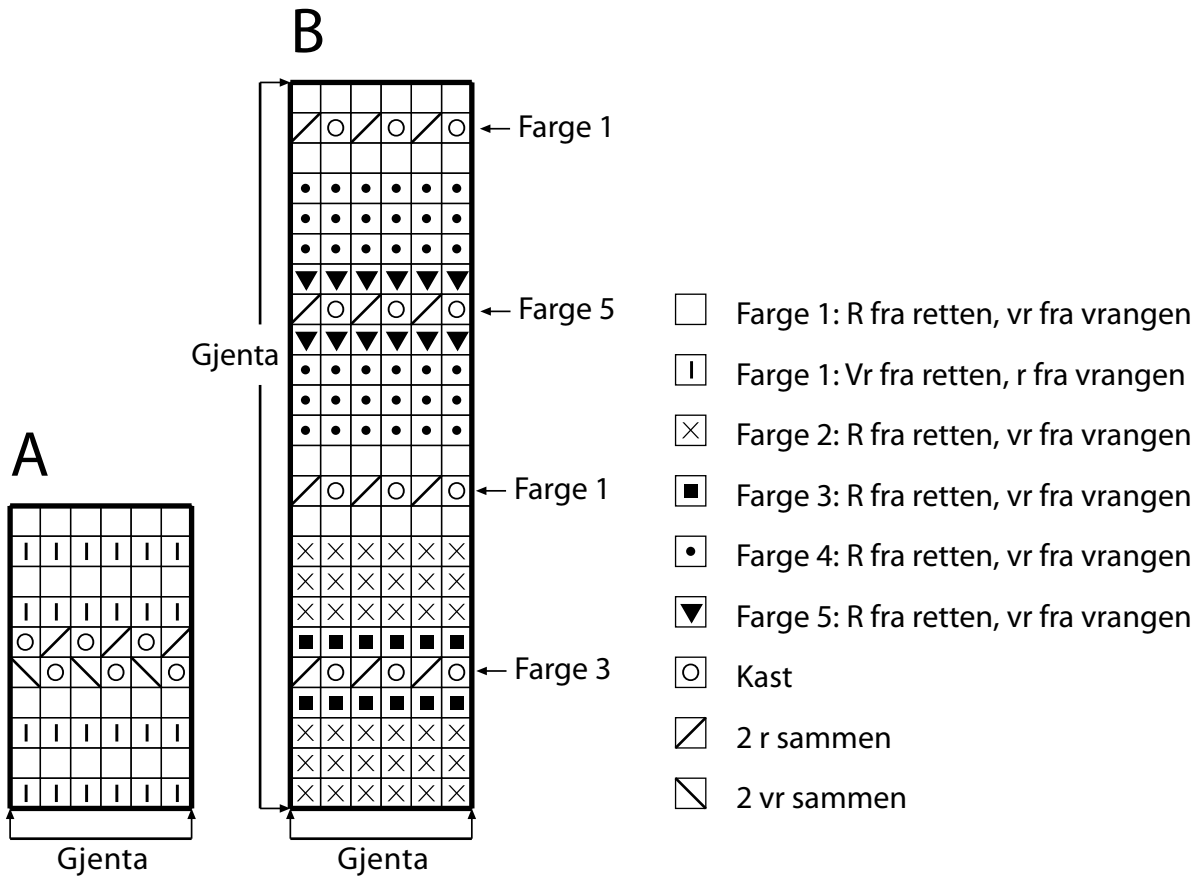 B
Farge 1
Farge 5
Gjenta
Farge 1
Farge 3
Gjenta
A
Gjenta
Farge 1: R fra retten, vr fra vrangen
Farge 1: Vr fra retten, r fra vrangen
Farge 2: R fra retten, vr fra vrangen
Farge 3: R fra retten, vr fra vrangen
Farge 4: R fra retten, vr fra vrangen
Farge 5: R fra retten, vr fra vrangen
Kast
2 r sammen
2 vr sammen